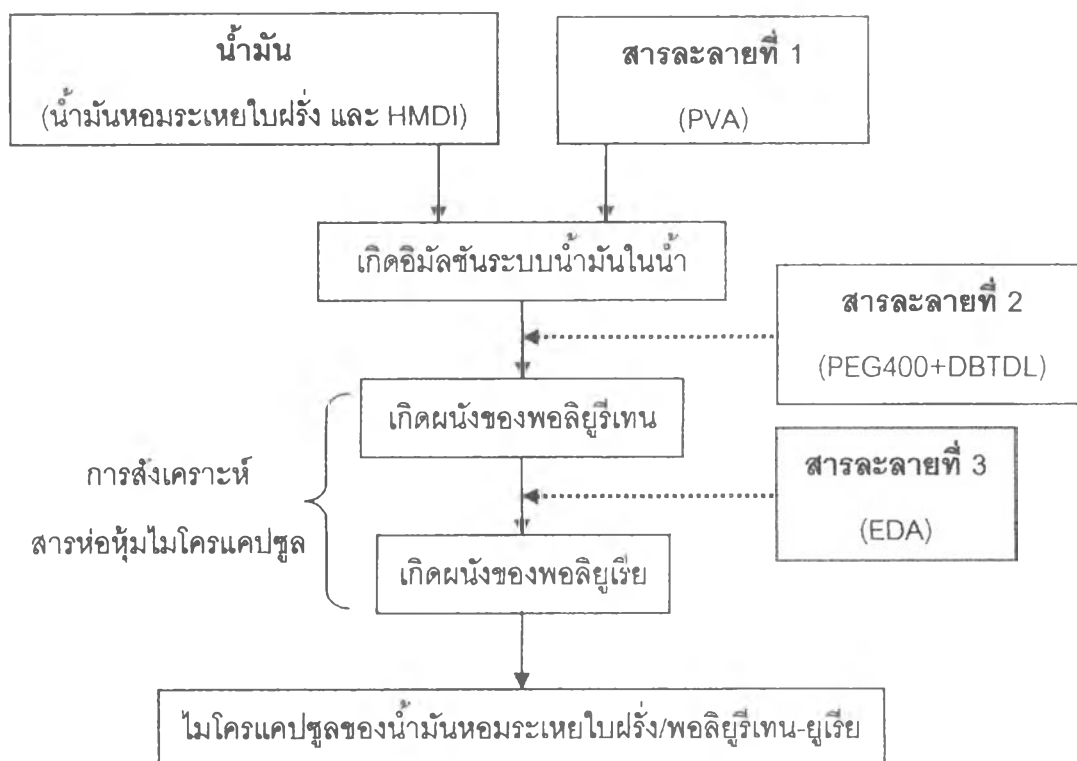 น้ำมัน
(น้ำมันหอมระเหยใบฝรั่ง และ HMDI)
สารละลายที่ 1
(PVA)
เกิดอิมัลชันระบบน้ำมันในน้ำ
สารละลายที่ 2
(PEG400+DBTDL)
เกิดผนังของพอลิยูรีเทน
สารละลายที่ 3
(EDA)
การสังเคราะห์
สารห่อหุ้มไมโครแคปซูล
เกิดผนังของพอลิยูเรีย
ไมโครแคปซูลของน้ำมันหอมระเหยใบฝรั่ง/พอลิยูรีเทน-ยูเรีย